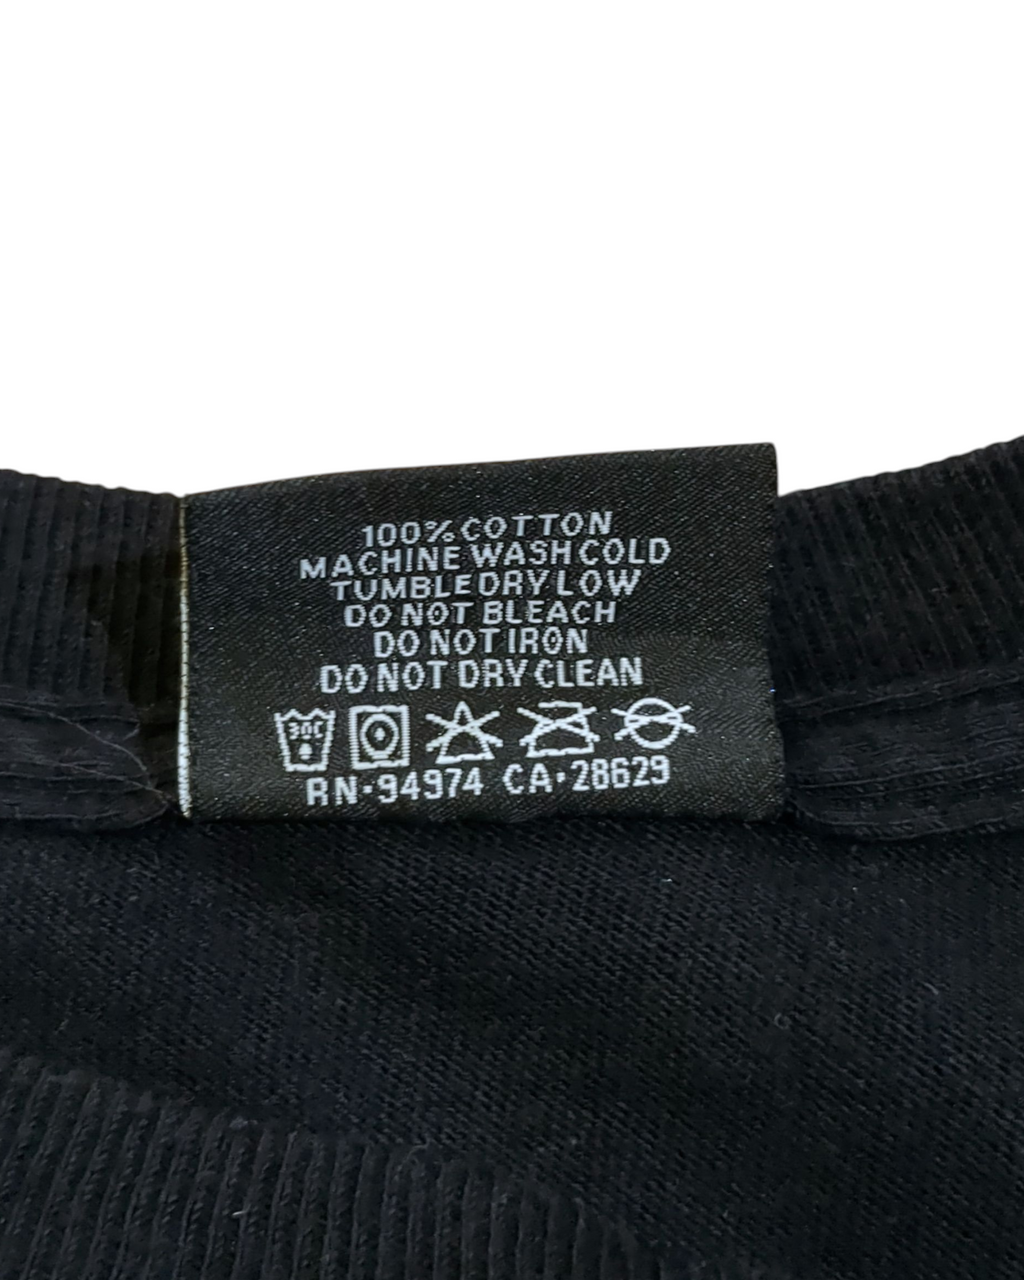 100% COTTON
MACHINE WASH COLD
TUMBLE DRY LOW
DO NOT BLEACH
DO NOT IRON
DO NOT DRY CLEAN
30C
RN·94974 CA·28629